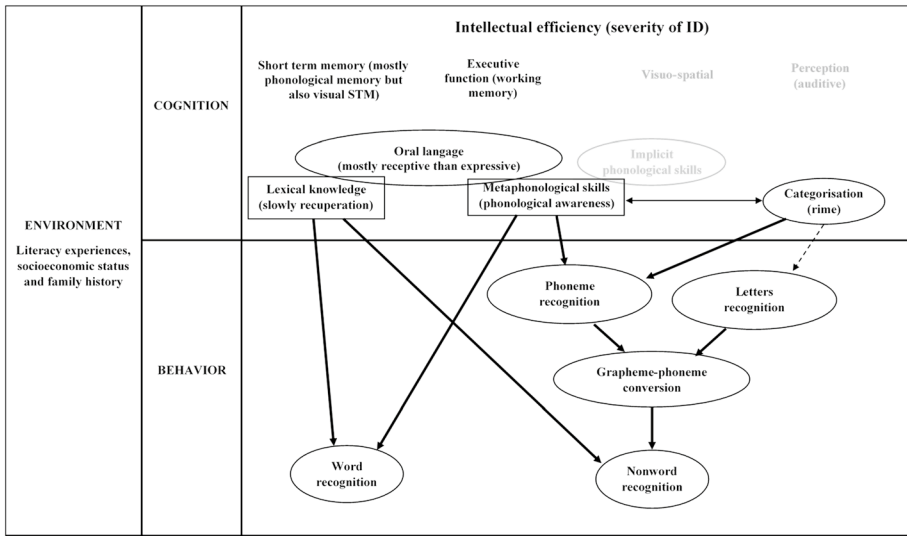 Intellectual efficiency (severity of ID)
Short term memory (mostly
phonological memory but
also visual STM)
Executive
function (working
memory)
Visuo-spatial
Perception
(auditive)
COGNITION
Oral langage
(mostly receptive than expressive)
Implicit
phonological skills
Lexical knowledge
(slowly recuperation)
Metaphonological skills
(phonological awareness)
Categorisation
(rime)
ENVIRONMENT
Literacy experiences,
socioeconomic status
and family history
Phoneme
recognition
Letters
recognition
BEHAVIOR
Grapheme-phoneme
conversion
Word
recognition
Nonword
recognition